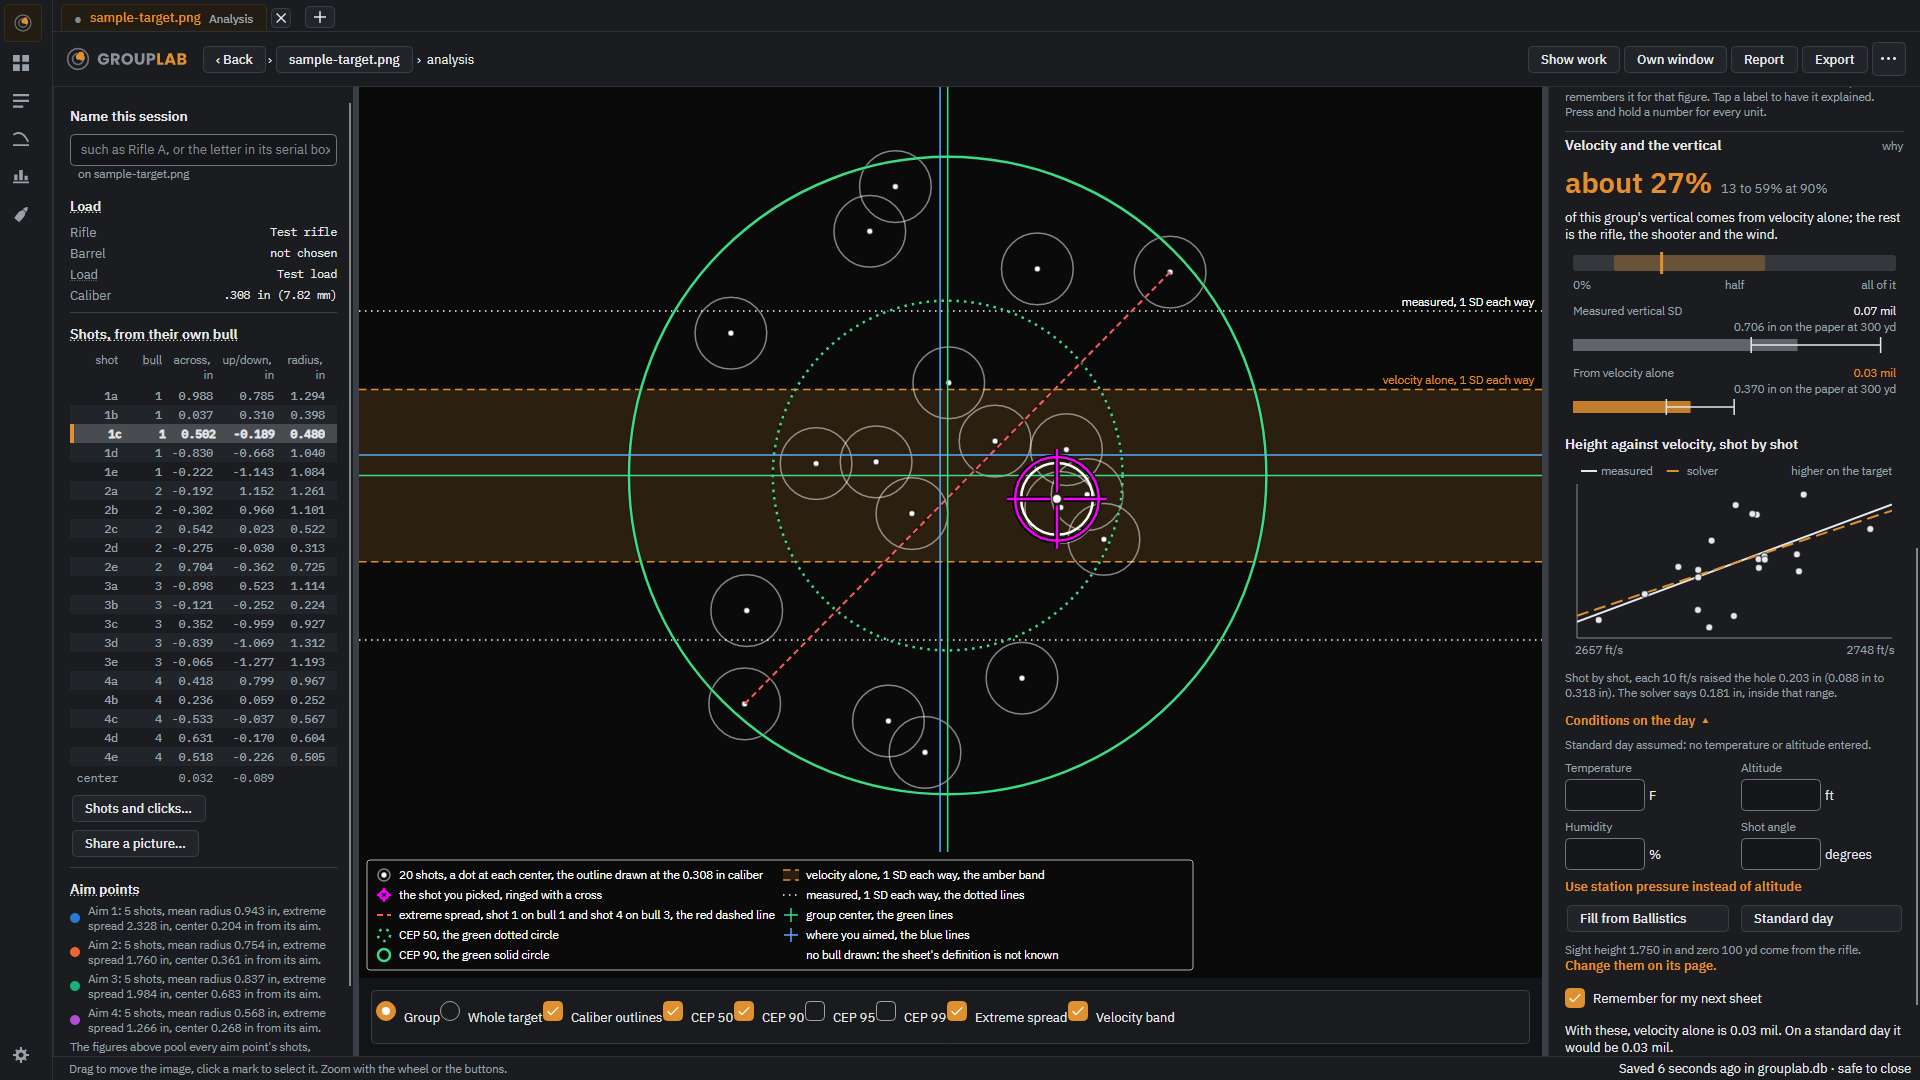 sample-target.png Analysis
GROUPLAB
‹ Back › sample-target.png › analysis
Show work
Own window
Report
Export
Name this session
such as Rifle A, or the letter in its serial box
on sample-target.png
Load
Rifle Test rifle
Barrel not chosen
Load Test load
Caliber .308 in (7.82 mm)
Shots, from their own bull
shot bull across, in up/down, in radius, in
1a 1 0.988 0.785 1.294
1b 1 0.037 0.310 0.398
1c 1 0.502 -0.189 0.480
1d 1 -0.830 -0.668 1.040
1e 1 -0.222 -1.143 1.084
2a 2 -0.192 1.152 1.261
2b 2 -0.302 0.960 1.101
2c 2 0.542 0.023 0.522
2d 2 -0.275 -0.030 0.313
2e 2 0.704 -0.362 0.725
3a 3 -0.898 0.523 1.114
3b 3 -0.121 -0.252 0.224
3c 3 0.352 -0.959 0.927
3d 3 -0.839 -1.069 1.312
3e 3 -0.065 -1.277 1.193
4a 4 0.418 0.799 0.967
4b 4 0.236 0.059 0.252
4c 4 -0.533 -0.037 0.567
4d 4 0.631 -0.170 0.604
4e 4 0.518 -0.226 0.505
center 0.032 -0.089
Shots and clicks...
Share a picture...
Aim points
Aim 1: 5 shots, mean radius 0.943 in, extreme
spread 2.328 in, center 0.204 in from its aim.
Aim 2: 5 shots, mean radius 0.754 in, extreme
spread 1.760 in, center 0.361 in from its aim.
Aim 3: 5 shots, mean radius 0.837 in, extreme
spread 1.984 in, center 0.683 in from its aim.
Aim 4: 5 shots, mean radius 0.568 in, extreme
spread 1.266 in, center 0.268 in from its aim.
The figures above pool every aim point's shots,
measured, 1 SD each way
velocity alone, 1 SD each way
20 shots, a dot at each center, the outline drawn at the 0.308 in caliber
the shot you picked, ringed with a cross
extreme spread, shot 1 on bull 1 and shot 4 on bull 3, the red dashed line
CEP 50, the green dotted circle
CEP 90, the green solid circle
velocity alone, 1 SD each way, the amber band
measured, 1 SD each way, the dotted lines
group center, the green lines
where you aimed, the blue lines
no bull drawn: the sheet's definition is not known
Group Whole target Caliber outlines CEP 50 CEP 90 CEP 95 CEP 99 Extreme spread Velocity band
remembers it for that figure. Tap a label to have it explained.
Press and hold a number for every unit.
Velocity and the vertical why
about 27% 13 to 59% at 90%
of this group's vertical comes from velocity alone; the rest
is the rifle, the shooter and the wind.
0% half all of it
Measured vertical SD 0.07 mil
0.706 in on the paper at 300 yd
From velocity alone 0.03 mil
0.370 in on the paper at 300 yd
Height against velocity, shot by shot
measured solver higher on the target
2657 ft/s 2748 ft/s
Shot by shot, each 10 ft/s raised the hole 0.203 in (0.088 in to
0.318 in). The solver says 0.181 in, inside that range.
Conditions on the day
Standard day assumed: no temperature or altitude entered.
Temperature Altitude
F ft
Humidity Shot angle
% degrees
Use station pressure instead of altitude
Fill from Ballistics
Standard day
Sight height 1.750 in and zero 100 yd come from the rifle.
Change them on its page.
Remember for my next sheet
With these, velocity alone is 0.03 mil. On a standard day it
would be 0.03 mil.
Drag to move the image, click a mark to select it. Zoom with the wheel or the buttons.
Saved 6 seconds ago in grouplab.db · safe to close